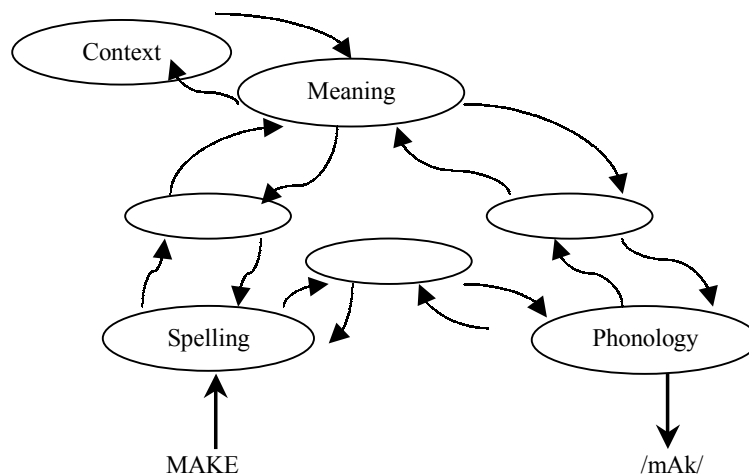 Context
Meaning
Spelling
Phonology
MAKE
/mAk/